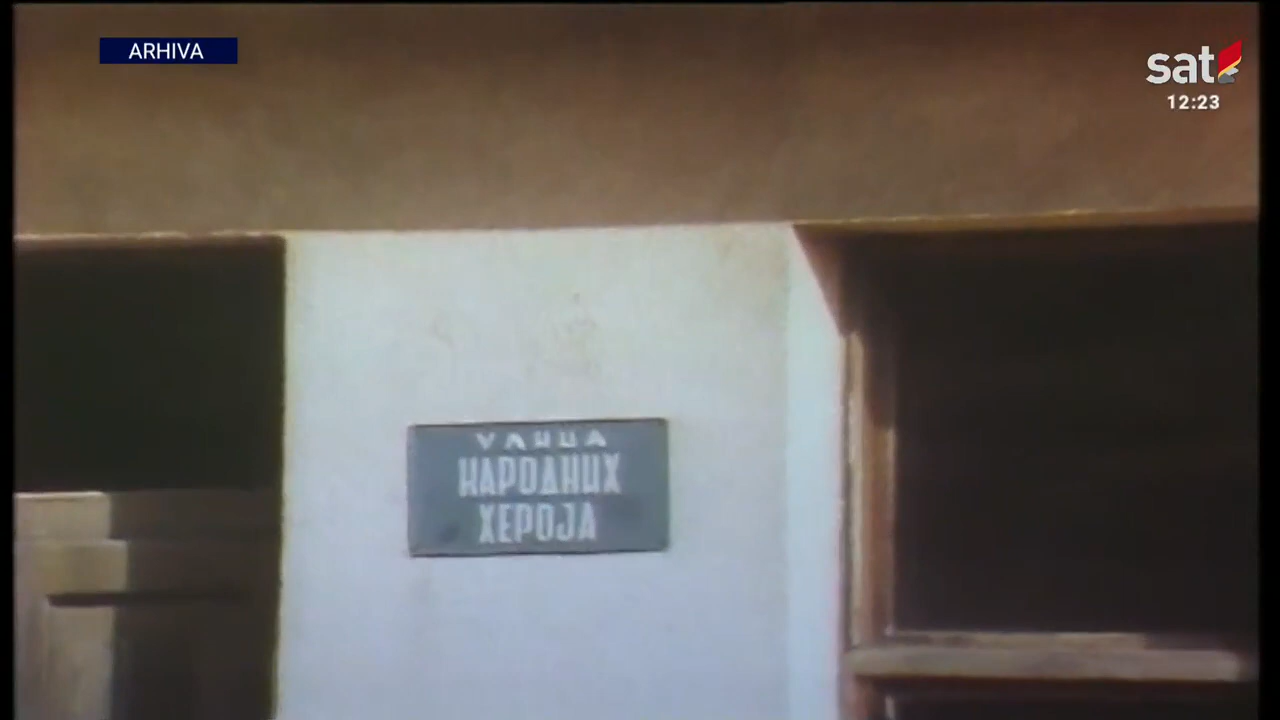 ARHIVA
sat
12:23
УЛИЦА
НАРОДНИХ
ХЕРОЈА